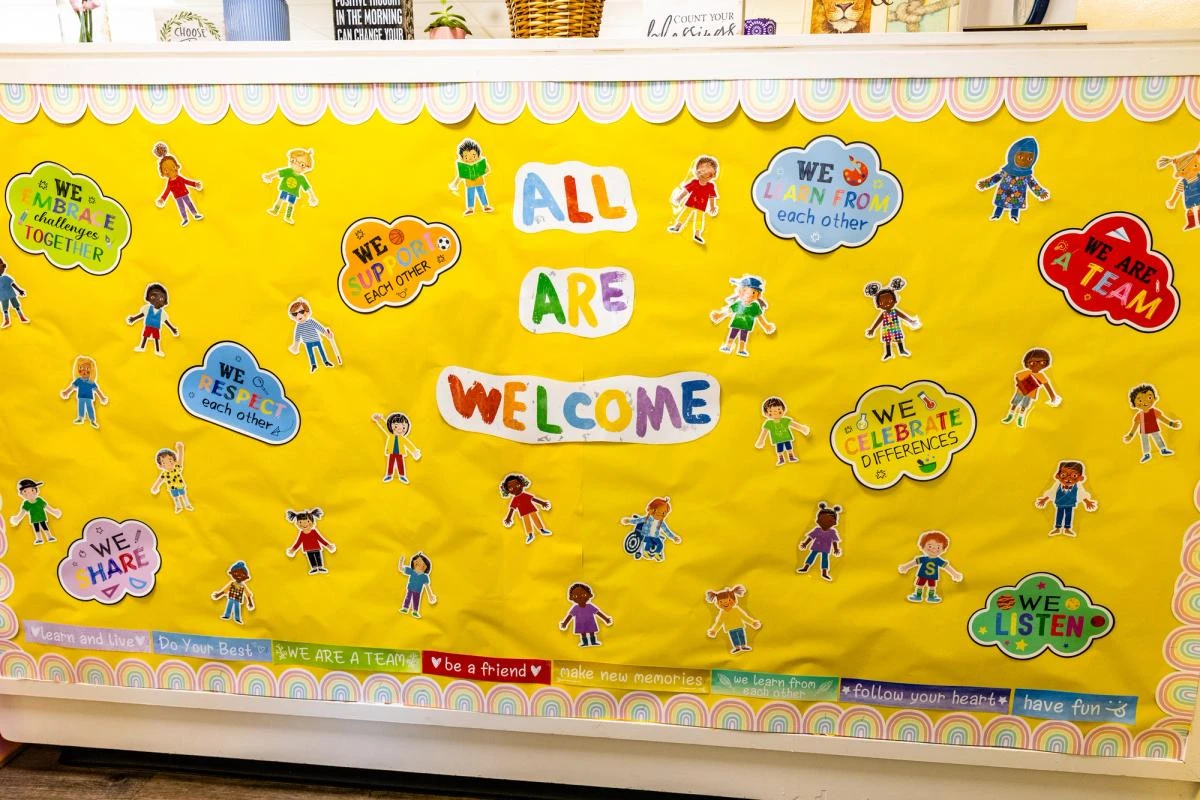 CHOOSE
POSITIVE THOUGHT
IN THE MORNING
CAN CHANGE YOUR
COUNT YOUR
blessings
&
WE
EMBRACE
challenges
TOGETHER
WE
SUPPORT
EACH OTHER
ALL
ARE
WELCOME
WE
LEARN FROM
each other
WE ARE
A TEAM
WE
RESPECT
each other
WE
CELEBRATE
DIFFERENCES
WE
SHARE
S
WE
LISTEN
learn and live
Do Your Best
WE ARE A TEAM
be a friend
make new memories
we learn from
each other
follow your heart
have fun